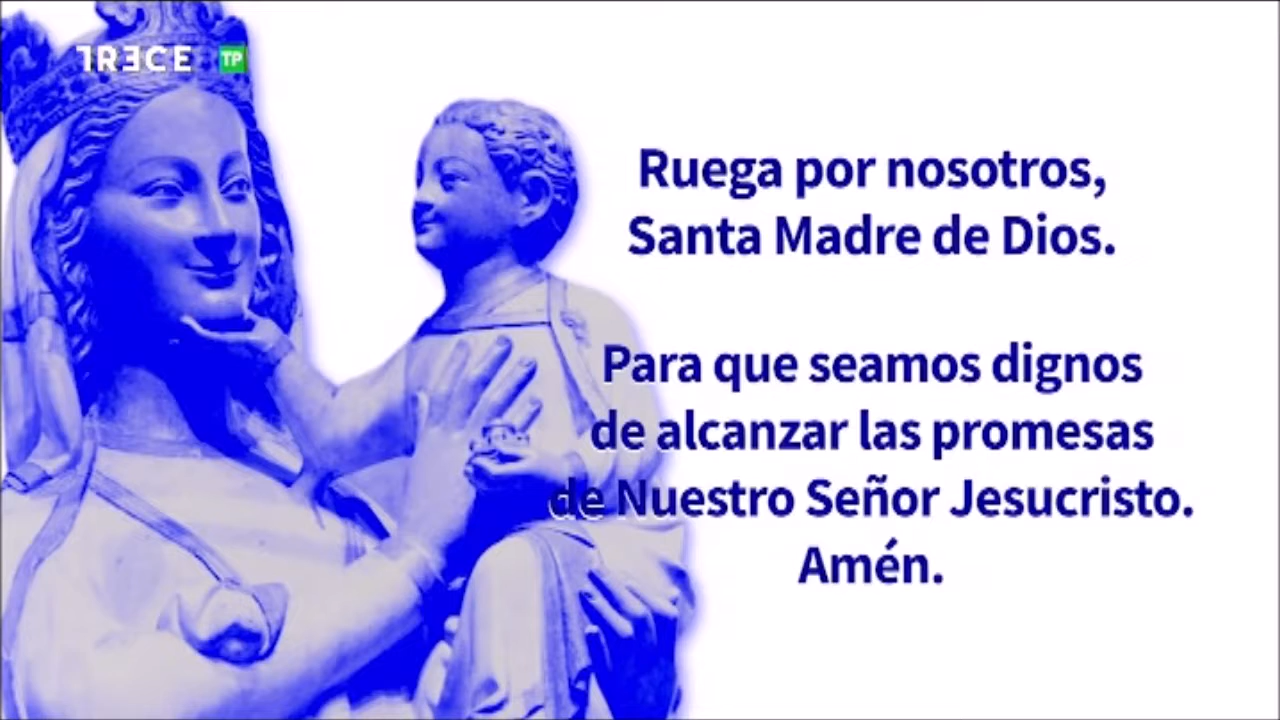 TRECE TP
Ruega por nosotros,
Santa Madre de Dios.
Para que seamos dignos
de alcanzar las promesas
de Nuestro Señor Jesucristo.
Amén.